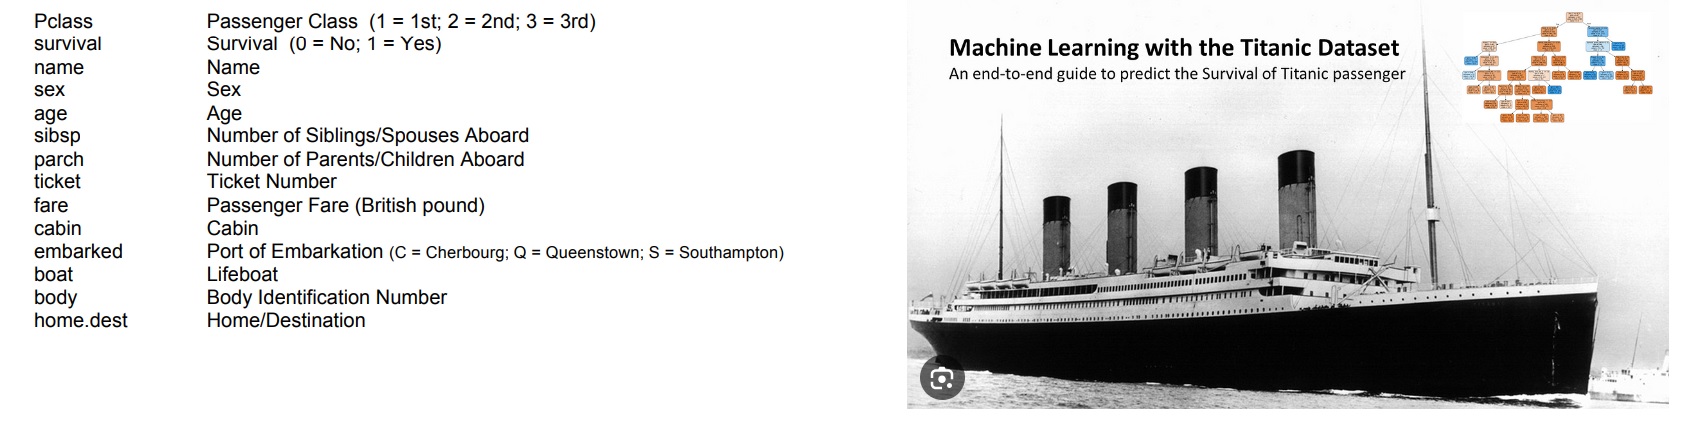 Pclass Passenger Class (1 = 1st; 2 = 2nd; 3 = 3rd)
survival Survival (0 = No; 1 = Yes)
name Name
sex Sex
age Age
sibsp Number of Siblings/Spouses Aboard
parch Number of Parents/Children Aboard
ticket Ticket Number
fare Passenger Fare (British pound)
cabin Cabin
embarked Port of Embarkation (C = Cherbourg; Q = Queenstown; S = Southampton)
boat Lifeboat
body Body Identification Number
home.dest Home/Destination
Machine Learning with the Titanic Dataset
An end-to-end guide to predict the Survival of Titanic passenger